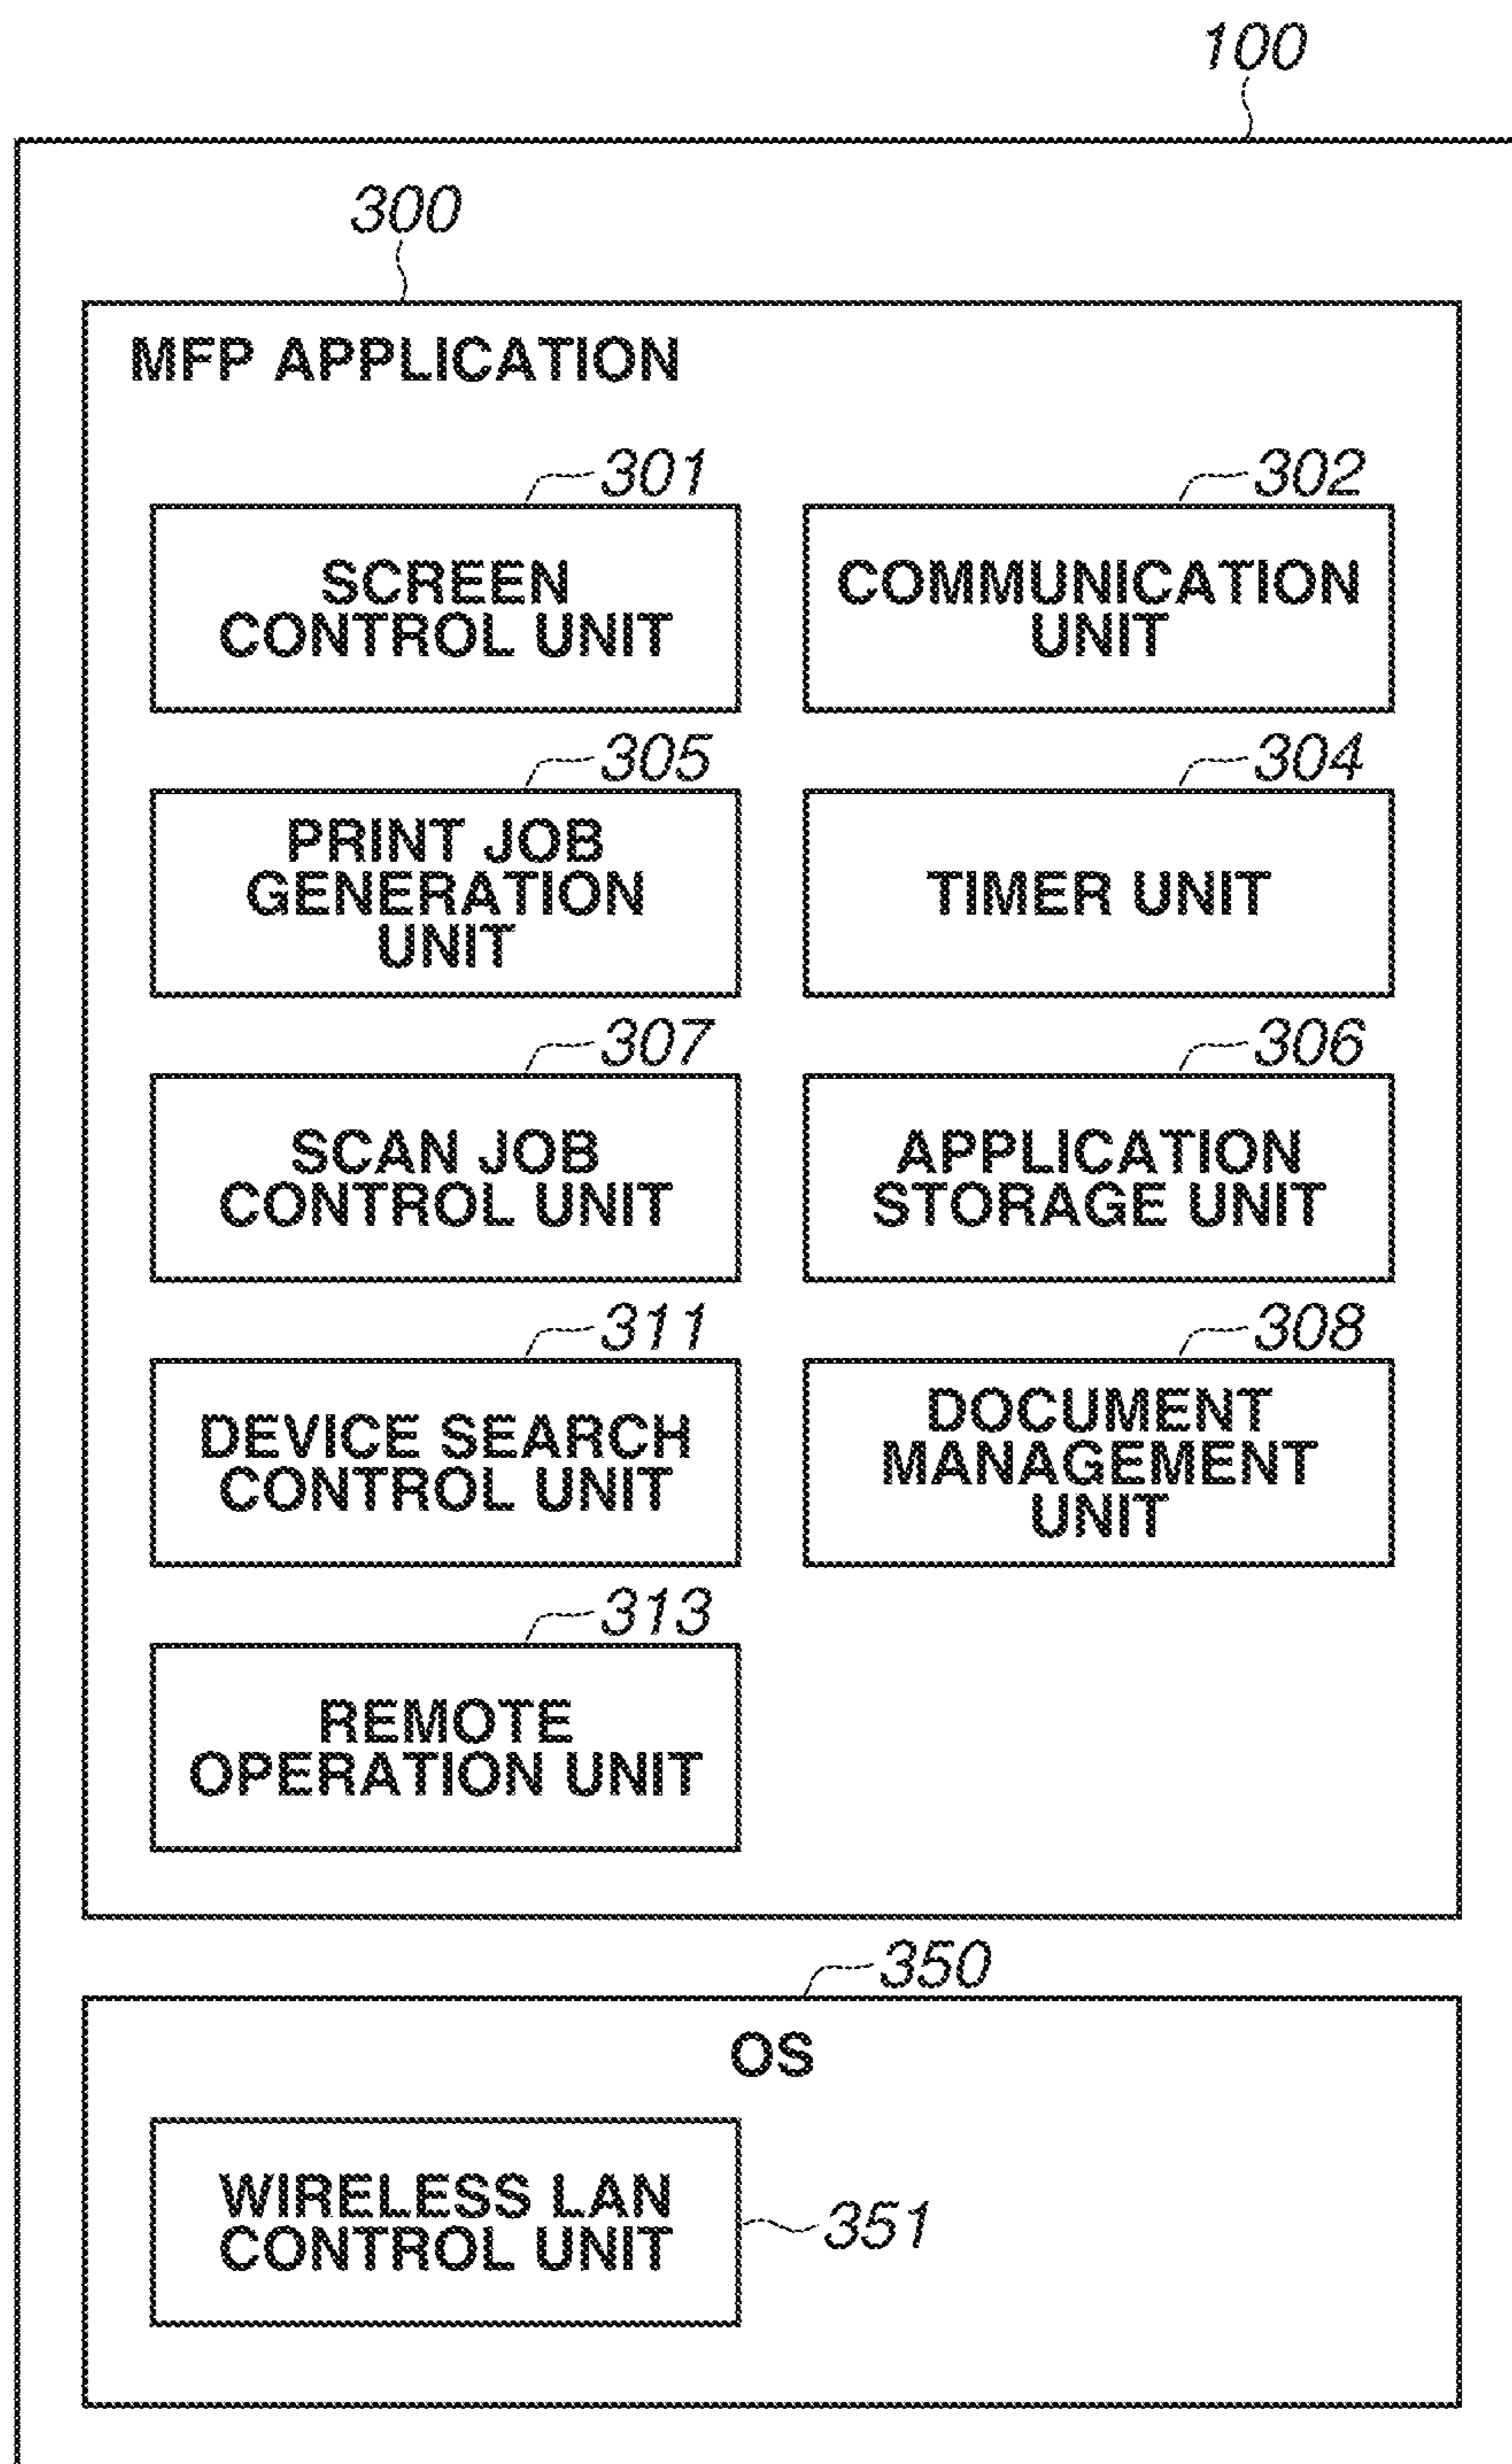 100
300
MFP APPLICATION
301
SCREEN
CONTROL UNIT
302
COMMUNICATION
UNIT
305
PRINT JOB
GENERATION
UNIT
304
TIMER UNIT
307
SCAN JOB
CONTROL UNIT
306
APPLICATION
STORAGE UNIT
311
DEVICE SEARCH
CONTROL UNIT
308
DOCUMENT
MANAGEMENT
UNIT
313
REMOTE
OPERATION UNIT
350
OS
WIRELESS LAN
CONTROL UNIT
351